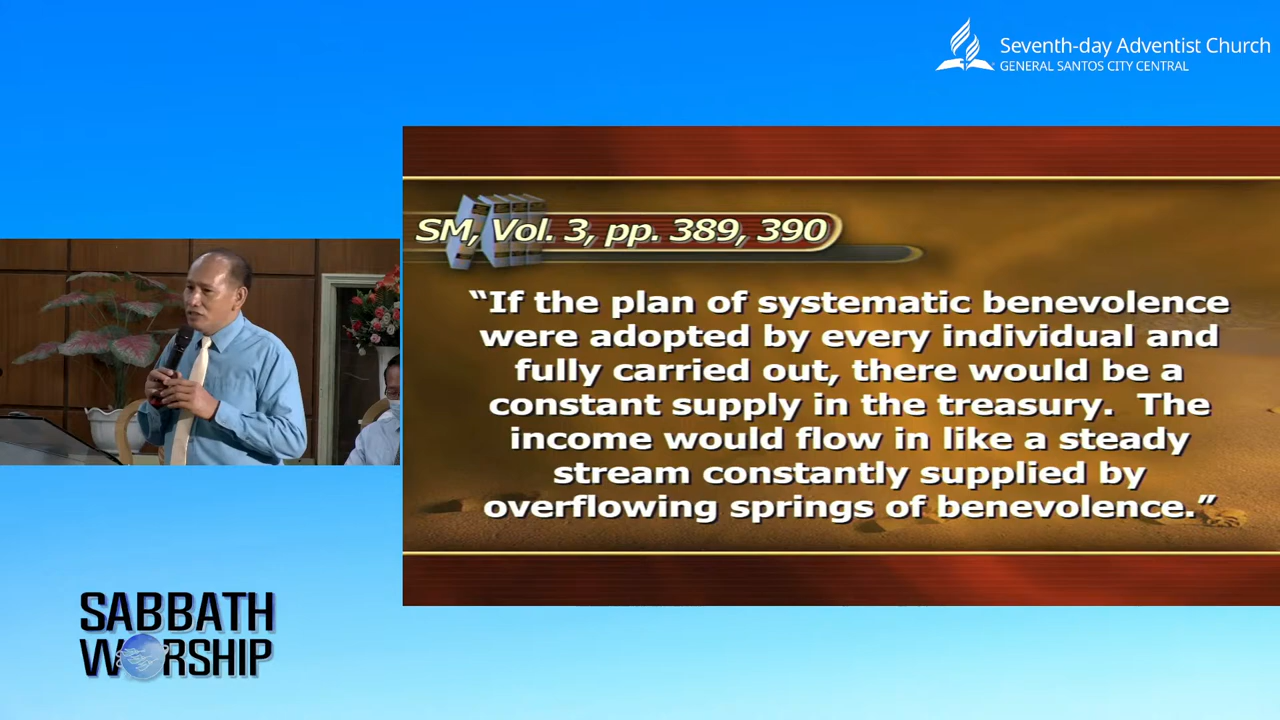 Seventh-day Adventist Church
GENERAL SANTOS CITY CENTRAL
SM, Vol. 3, pp. 389, 390
“If the plan of systematic benevolence
were adopted by every individual and
fully carried out, there would be a
constant supply in the treasury. The
income would flow in like a steady
stream constantly supplied by
overflowing springs of benevolence.”
SABBATH
WORSHIP